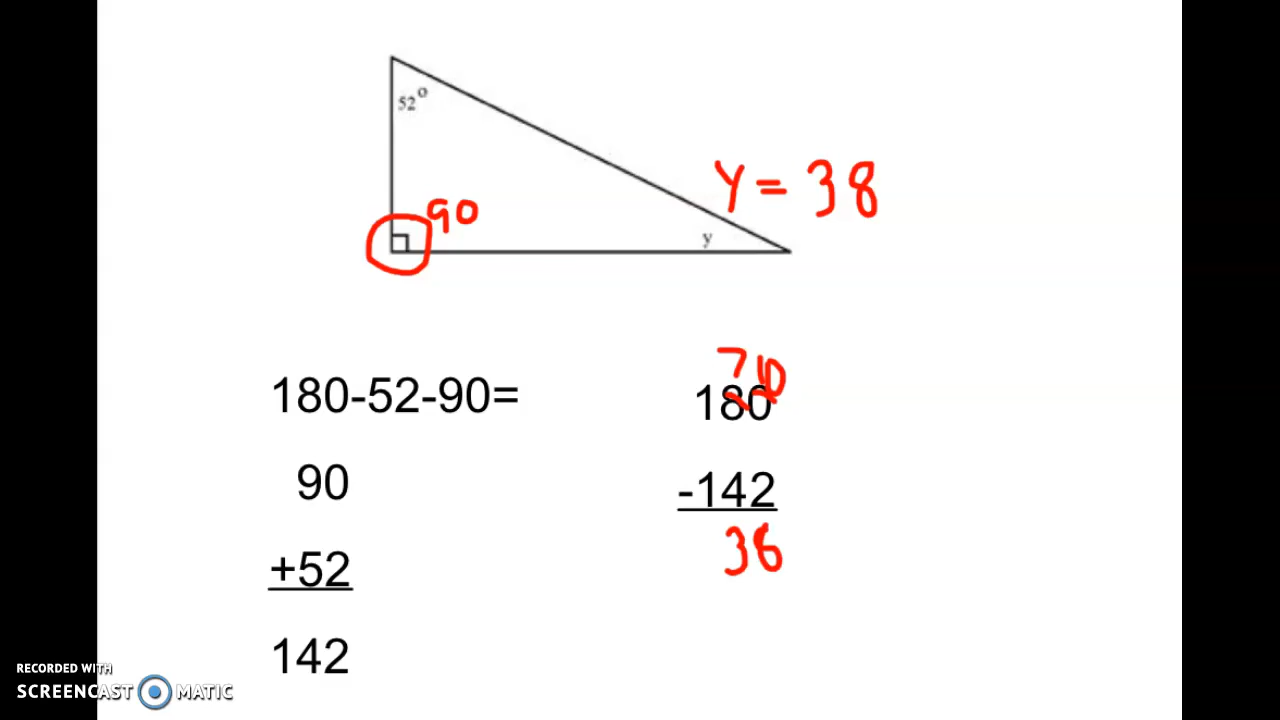 52°
90
Y = 38
y
180-52-90=
90
+52
142
7 10
180
-142
38
RECORDED WITH
SCREENCAST MATIC